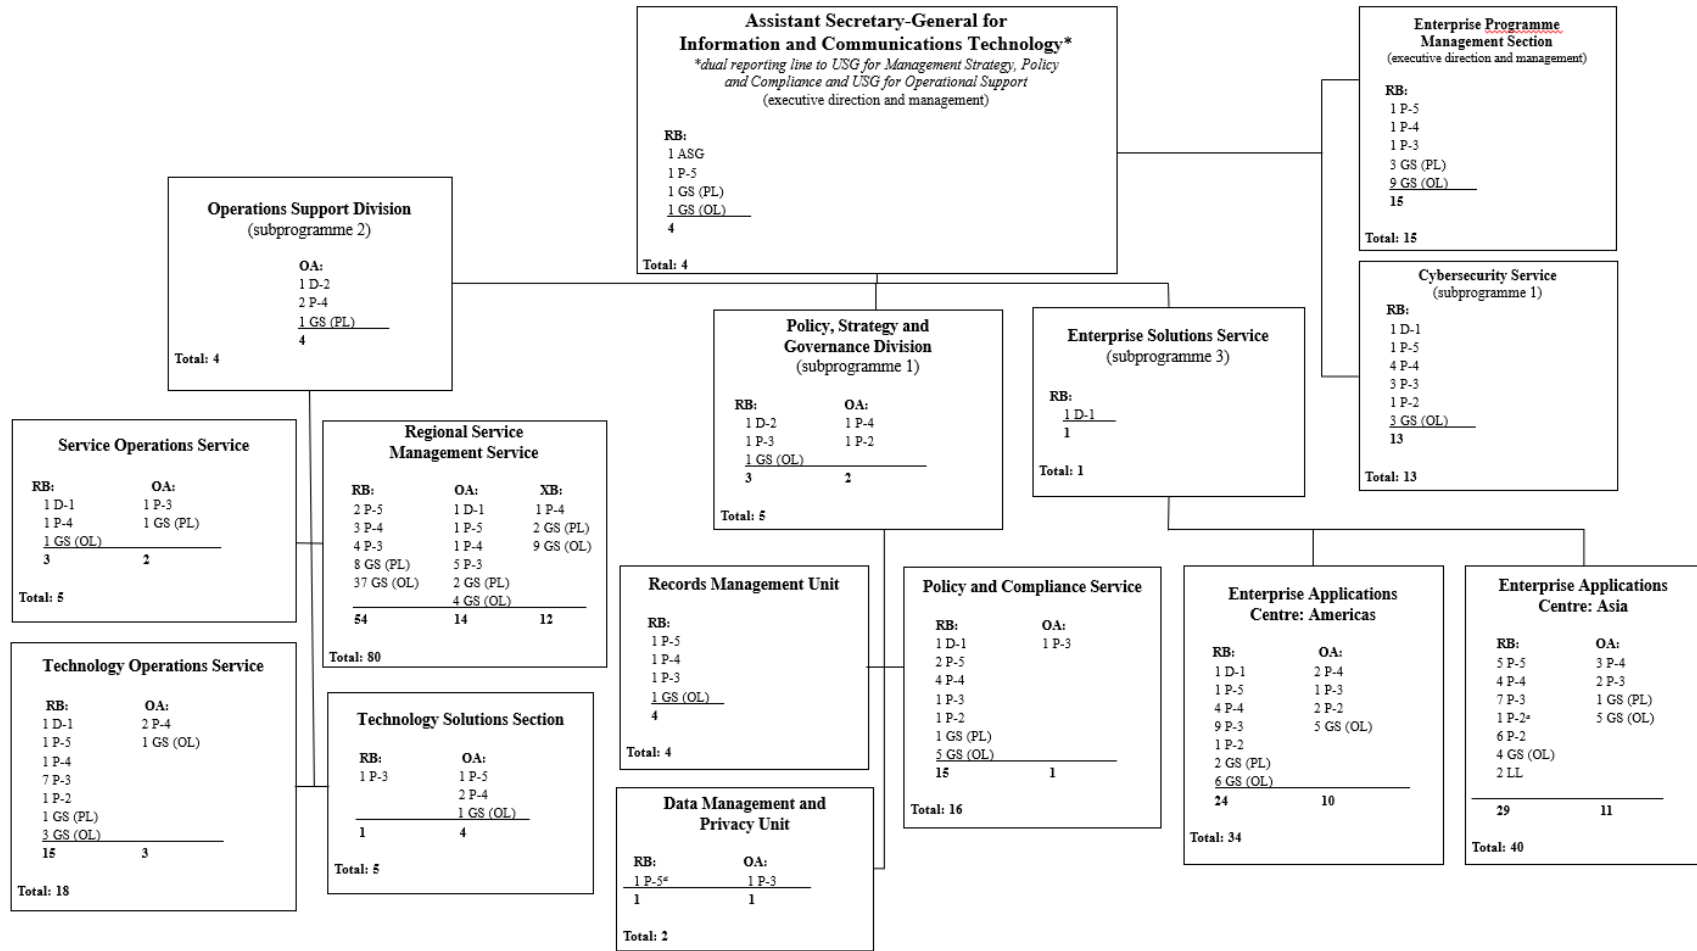 Assistant Secretary-General for
Information and Communications Technology*
*dual reporting line to USG for Management Strategy, Policy
and Compliance and USG for Operational Support
(executive direction and management)
RB:
1 ASG
1 P-5
1 GS (PL)
1 GS (OL)
4
Total: 4
Enterprise Programme
Management Section
(executive direction and management)
RB:
1 P-5
1 P-4
1 P-3
3 GS (PL)
9 GS (OL)
15
Total: 15
Cybersecurity Service
(subprogramme 1)
RB:
1 D-1
1 P-5
4 P-4
3 P-3
1 P-2
3 GS (OL)
13
Total: 13
Operations Support Division
(subprogramme 2)
OA:
1 D-2
2 P-4
1 GS (PL)
4
Total: 4
Policy, Strategy and
Governance Division
(subprogramme 1)
RB: OA:
1 D-2 1 P-4
1 P-3 1 P-2
1 GS (OL)
3 2
Total: 5
Enterprise Solutions Service
(subprogramme 3)
RB:
1 D-1
1
Total: 1
Service Operations Service
RB: OA:
1 D-1 1 P-3
1 P-4 1 GS (PL)
1 GS (OL)
3 2
Total: 5
Regional Service
Management Service
RB: OA: XB:
2 P-5 1 D-1 1 P-4
3 P-4 1 P-5 2 GS (PL)
4 P-3 1 P-4 9 GS (OL)
8 GS (PL) 5 P-3
37 GS (OL) 2 GS (PL)
4 GS (OL)
54 14 12
Total: 80
Technology Operations Service
RB: OA:
1 D-1 2 P-4
1 P-5 1 GS (OL)
1 P-4
7 P-3
1 P-2
1 GS (PL)
3 GS (OL)
15 3
Total: 18
Technology Solutions Section
RB: OA:
1 P-3 1 P-5
2 P-4
1 GS (OL)
1 4
Total: 5
Records Management Unit
RB:
1 P-5
1 P-4
1 P-3
1 GS (OL)
4
Total: 4
Policy and Compliance Service
RB: OA:
1 D-1 1 P-3
2 P-5
4 P-4
1 P-3
1 P-2
1 GS (PL)
5 GS (OL)
15 1
Total: 16
Data Management and
Privacy Unit
RB: OA:
1 P-5ᵃ 1 P-3
1 1
Total: 2
Enterprise Applications
Centre: Americas
RB: OA:
1 D-1 2 P-4
1 P-5 1 P-3
4 P-4 2 P-2
9 P-3 5 GS (OL)
1 P-2
2 GS (PL)
6 GS (OL)
24 10
Total: 34
Enterprise Applications
Centre: Asia
RB: OA:
5 P-5 3 P-4
4 P-4 2 P-3
7 P-3 1 GS (PL)
1 P-2ᵃ 5 GS (OL)
6 P-2
4 GS (OL)
2 LL
29 11
Total: 40